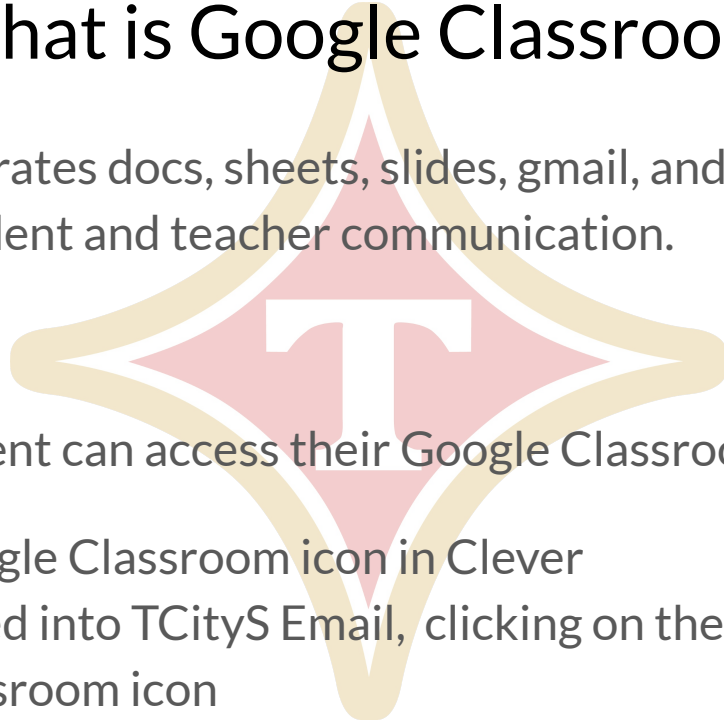 hat is Google Classroo
rates docs, sheets, slides, gmail, and
lent and teacher communication.
T
ent can access their Google Classroo
gle Classroom icon in Clever
d into TCityS Email, clicking on the
sroom icon